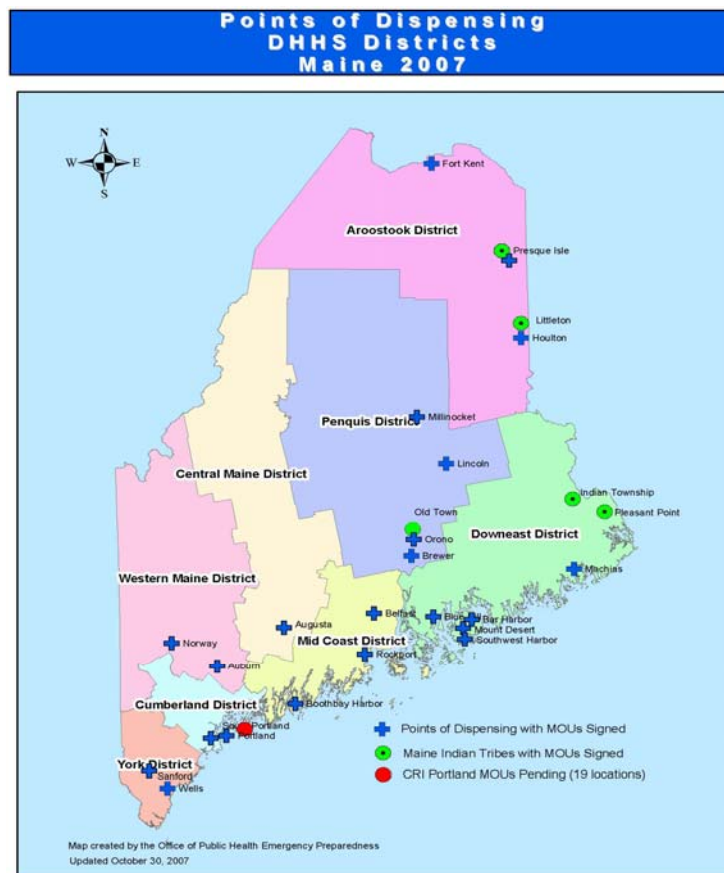 Points of Dispensing
DHHS Districts
Maine 2007
N
W E
S
Fort Kent
Aroostook District
Presque Isle
Littleton
Houlton
Millinocket
Penquis District
Lincoln
Central Maine District
Indian Township
Old Town
Pleasant Point
Orono
Downeast District
Brewer
Machias
Western Maine District
Belfast
Bar Harbor
Augusta
Mount Desert
Mid Coast District
Southwest Harbor
Norway
Rockport
Auburn
Cumberland District
Boothbay Harbor
Portland
Portland
York District
Sanford
Wells
Points of Dispensing with MOUs Signed
Maine Indian Tribes with MOUs Signed
CRI Portland MOUs Pending (19 locations)
Map created by the Office of Public Health Emergency Preparedness
Updated October 30, 2007